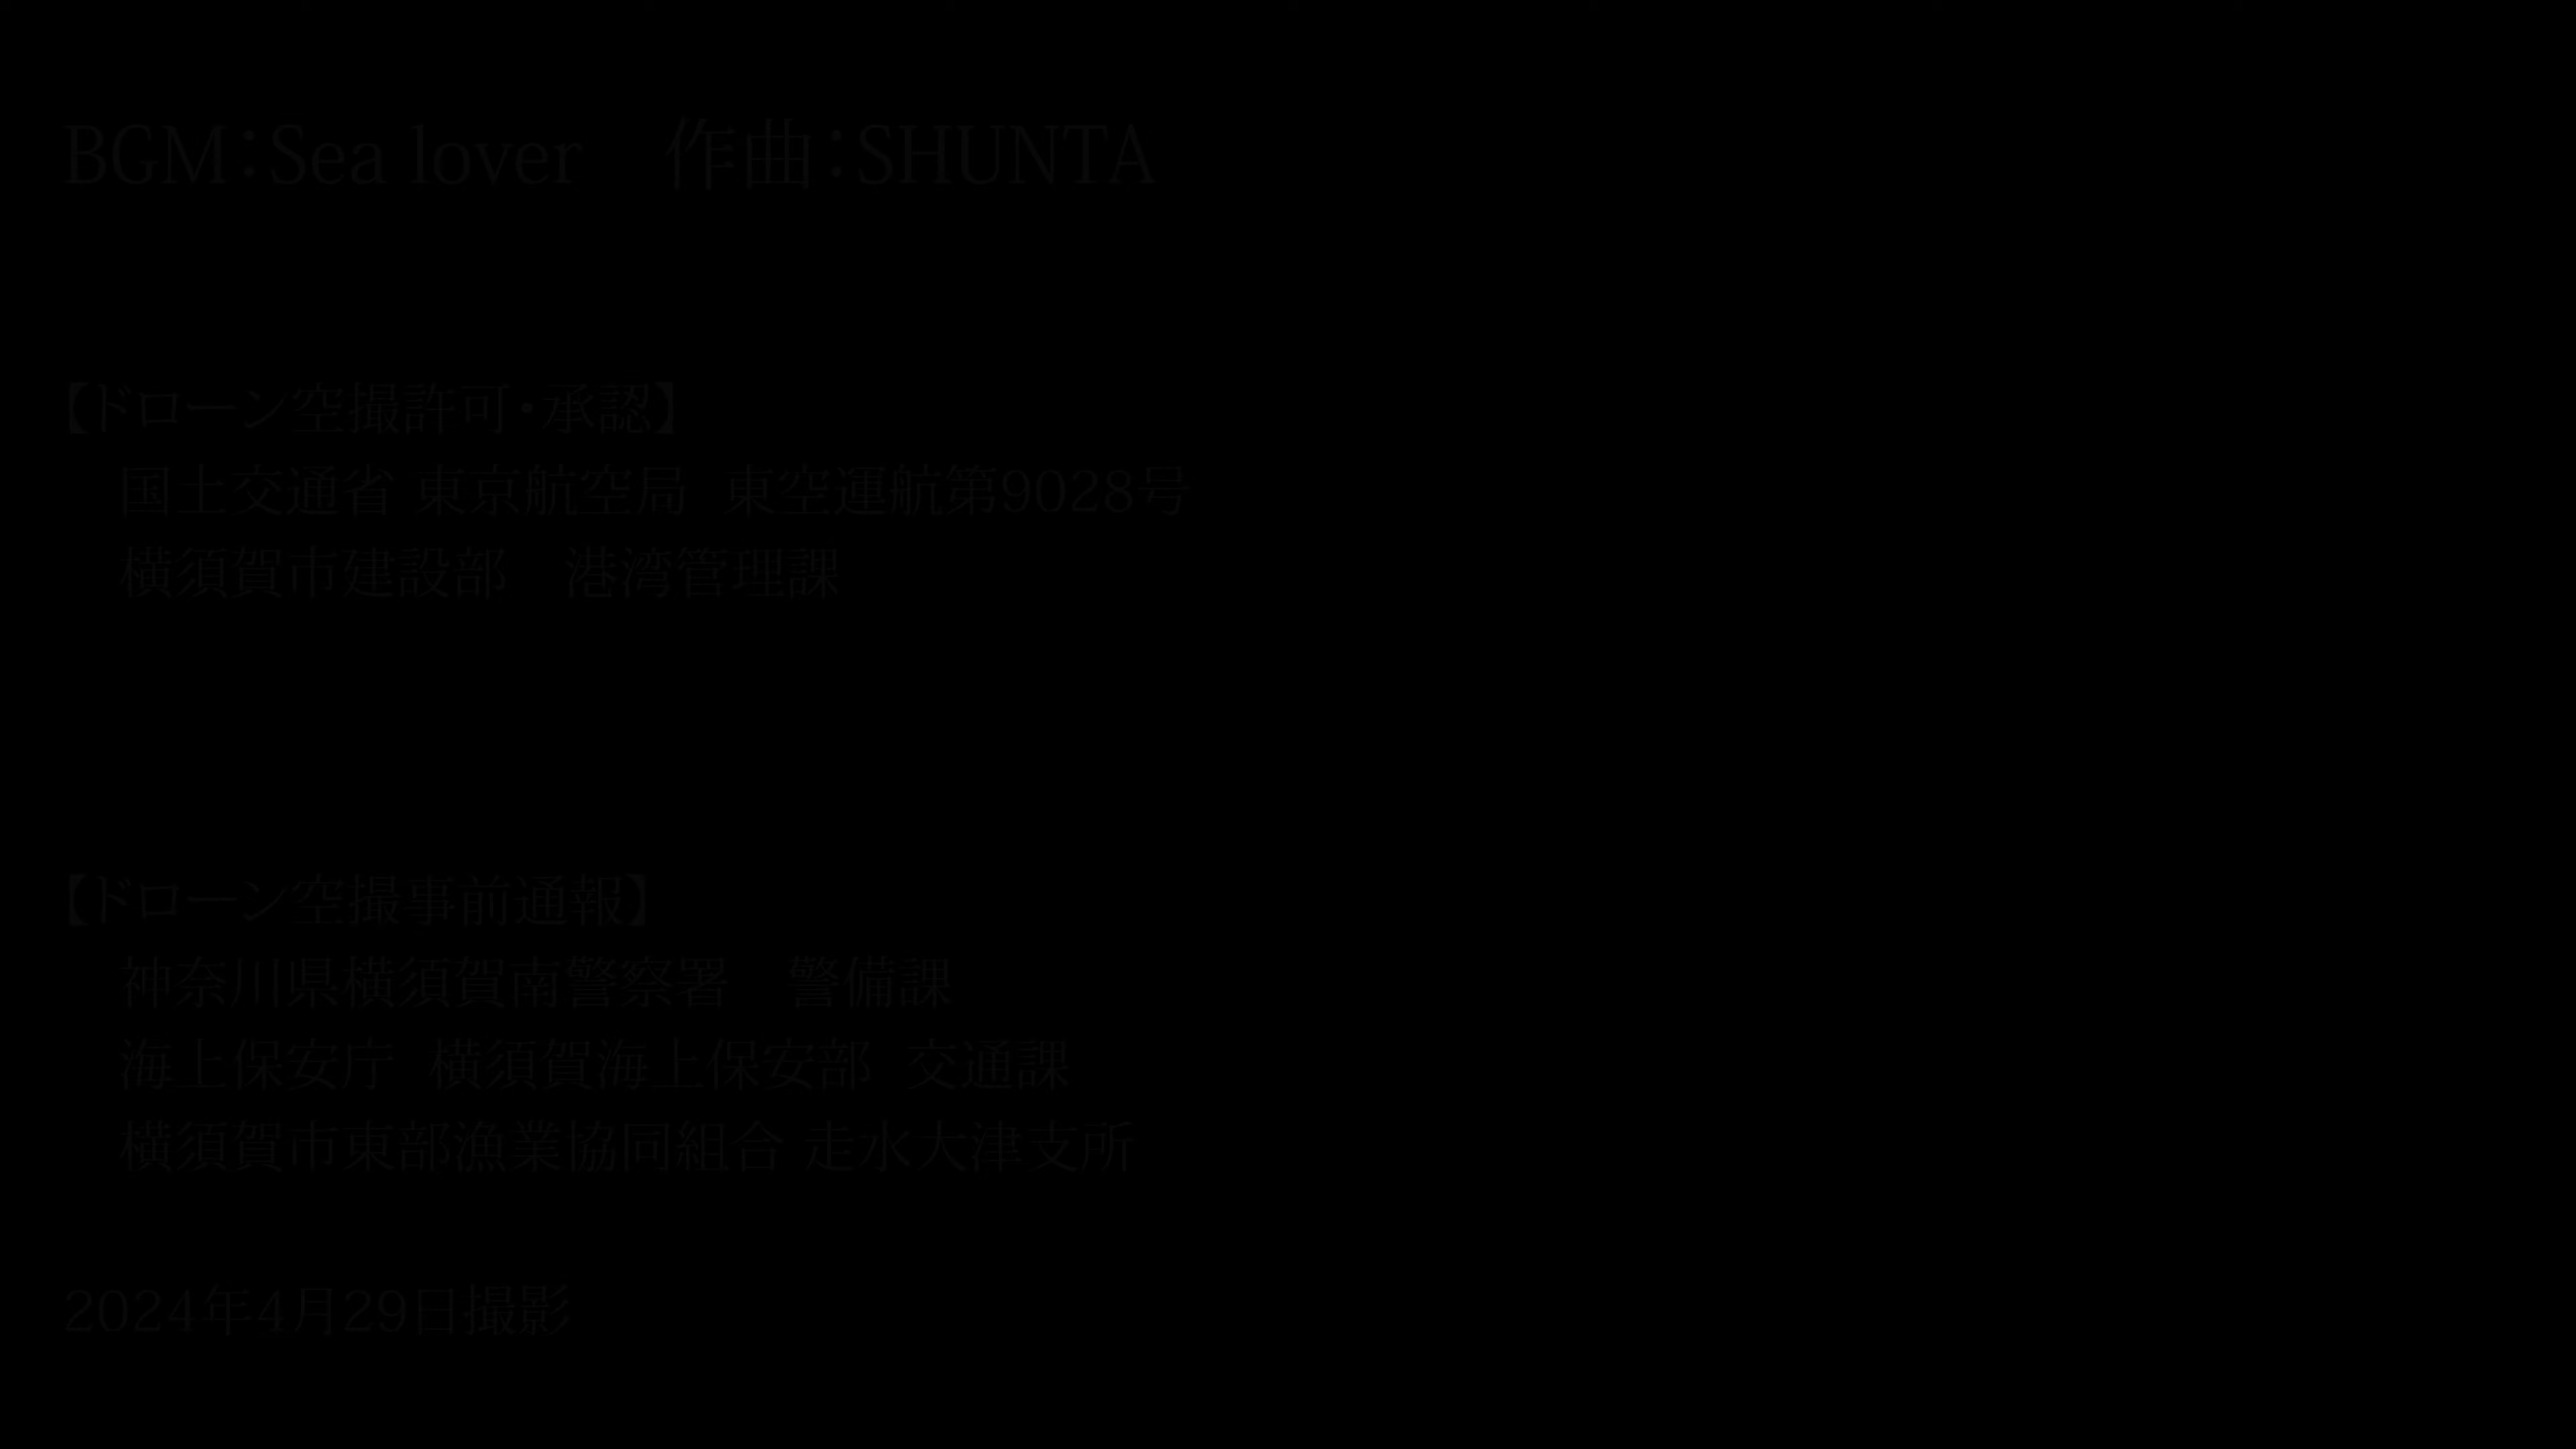 BGM：Sea lover　作曲：SHUNTA
【ドローン空撮許可・承認】
国土交通省 東京航空局  東空運航第9028号
横須賀市建設部　港湾管理課
【ドローン空撮事前通報】
神奈川県横須賀南警察署　警備課
海上保安庁  横須賀海上保安部  交通課
横須賀市東部漁業協同組合 走水大津支所
2024年4月29日撮影